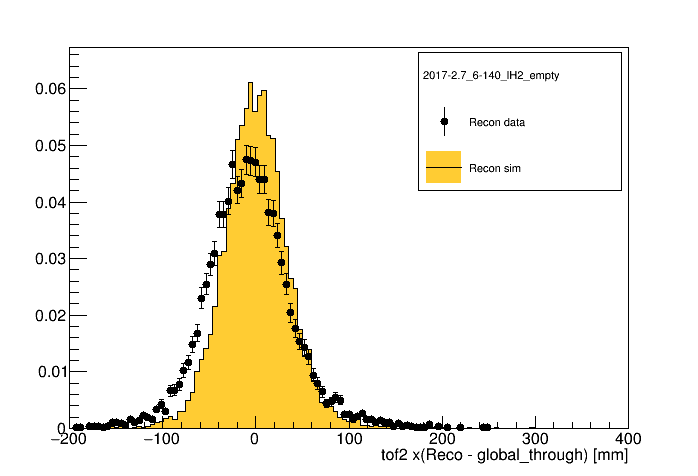 2017-2.7_6-140_lH2_empty
Recon data
Recon sim
0.06
0.05
0.04
0.03
0.02
0.01
0
−200 −100 0 100 200 300 400
tof2 x(Reco - global_through) [mm]